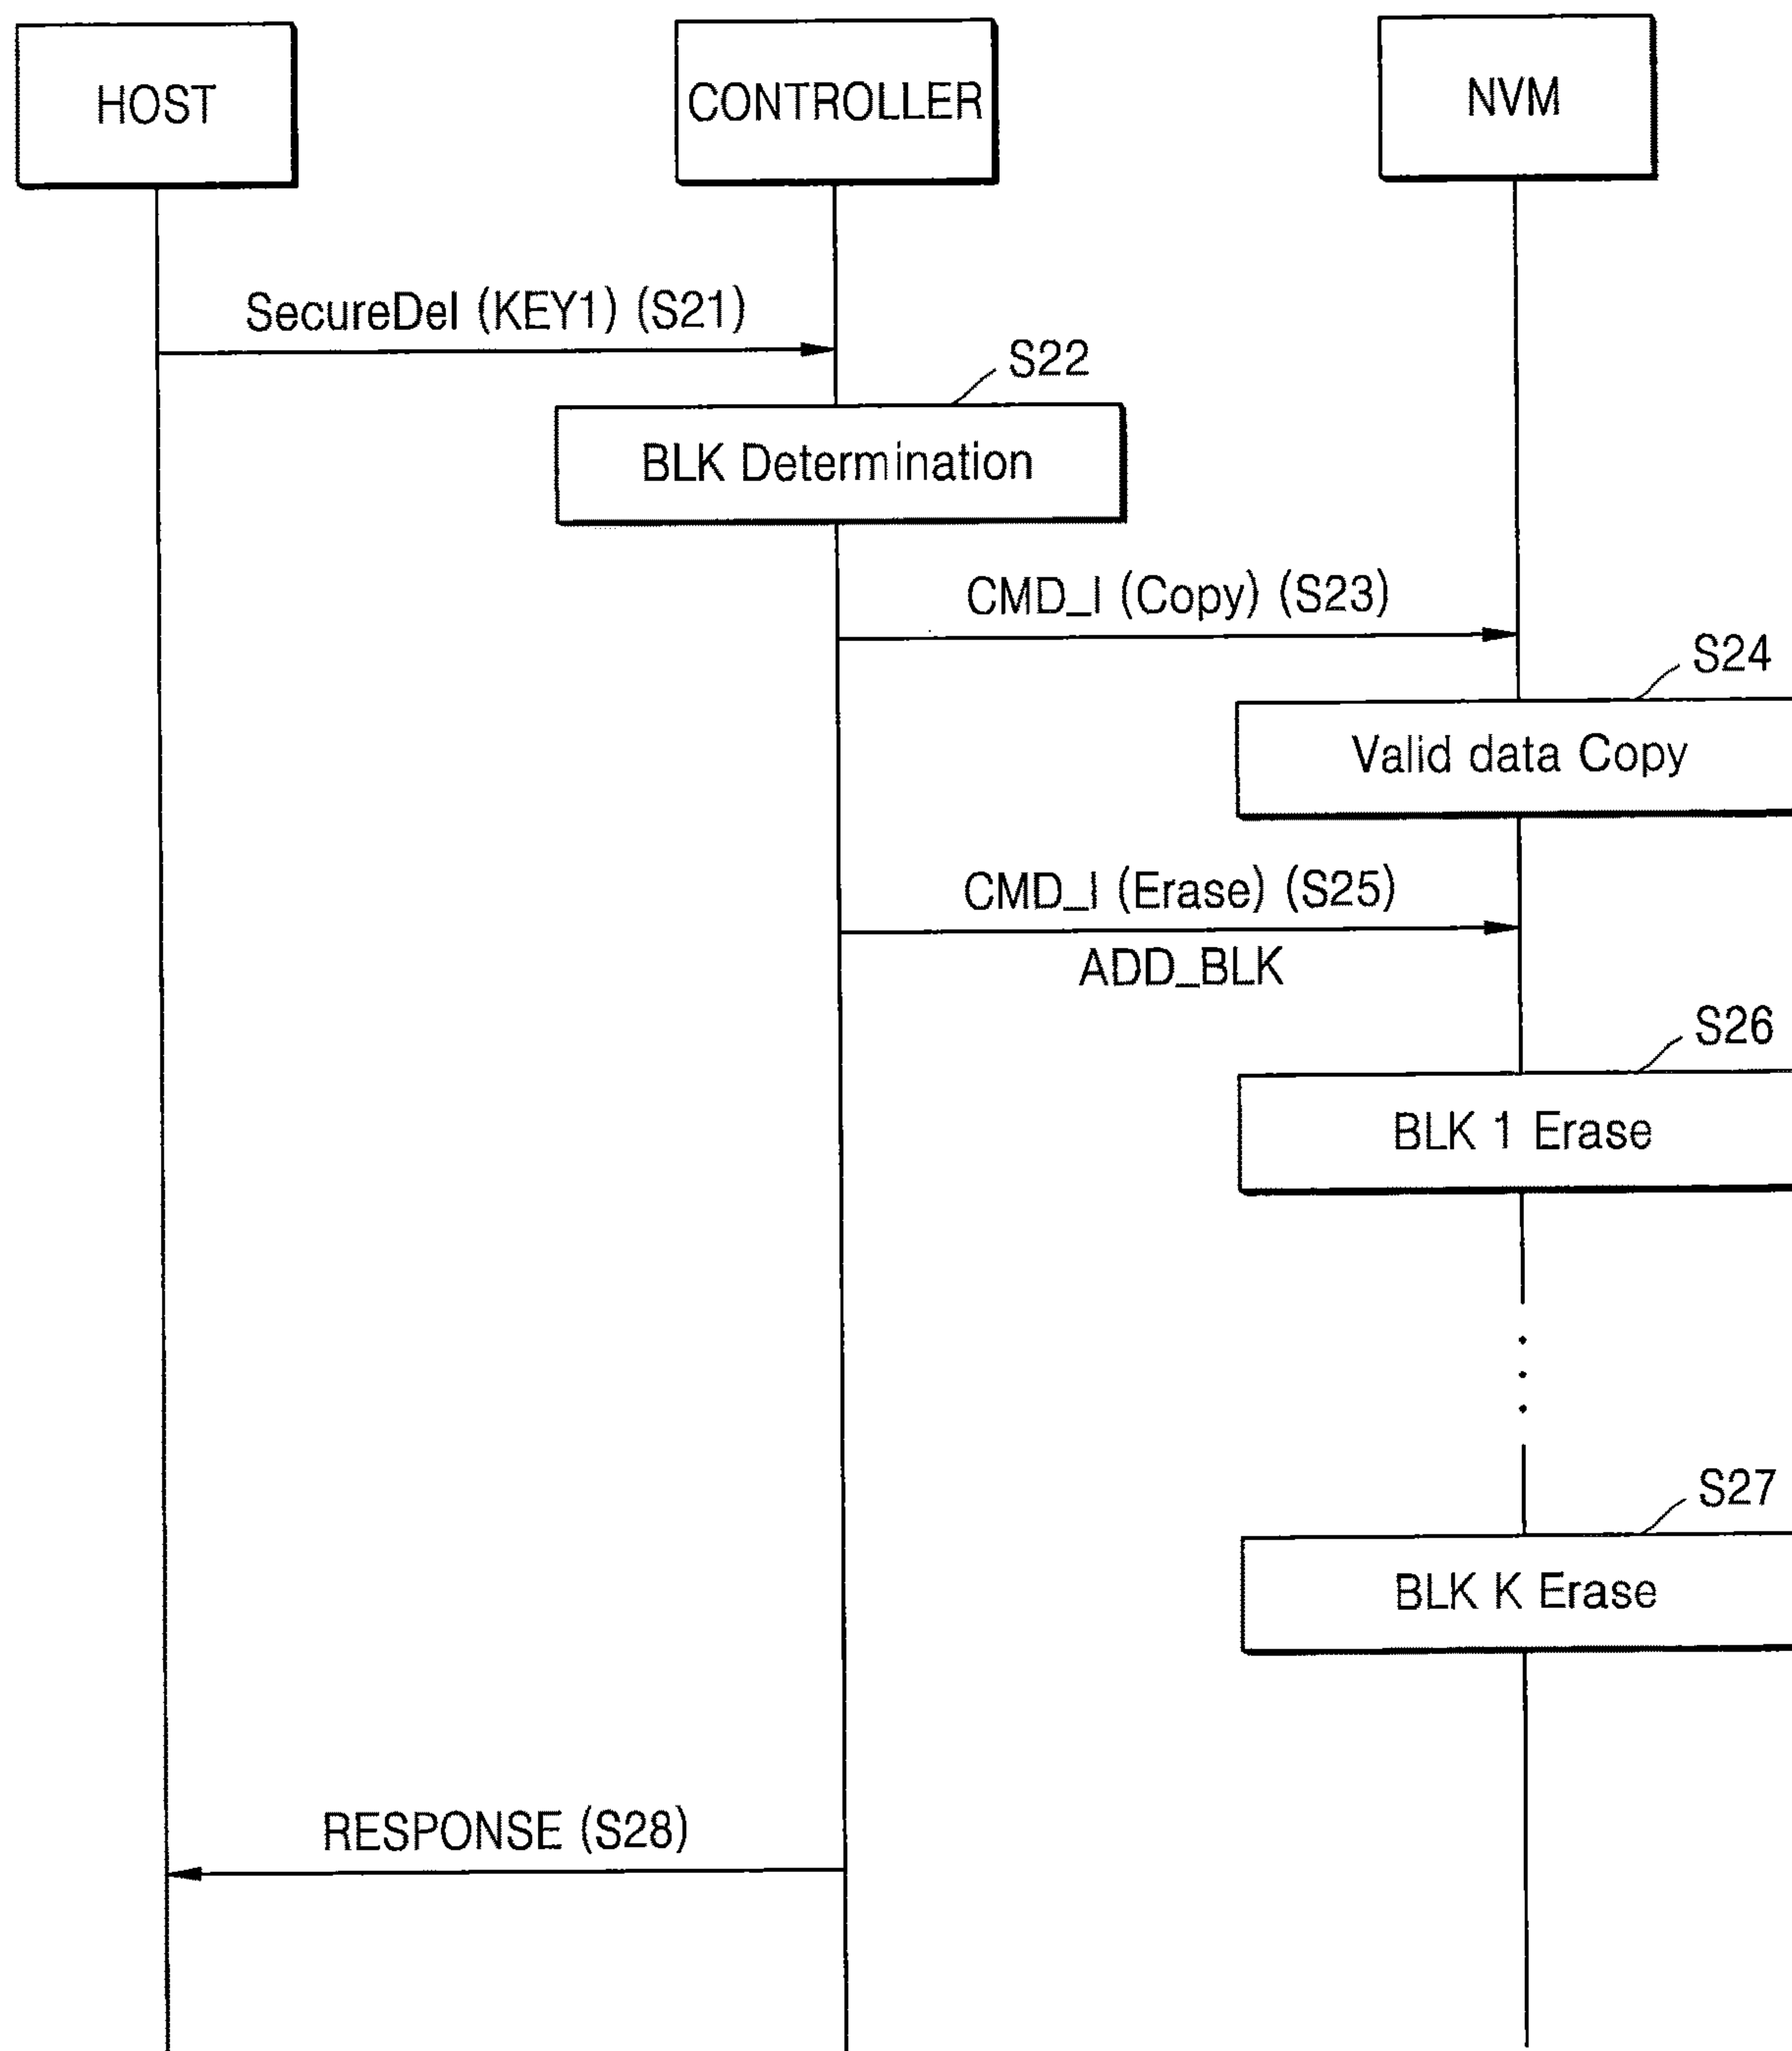 HOST
CONTROLLER
NVM
SecureDel (KEY1) (S21)
S22
BLK Determination
CMD_I (Copy) (S23)
S24
Valid data Copy
CMD_I (Erase) (S25)
ADD_BLK
S26
BLK 1 Erase
S27
BLK K Erase
RESPONSE (S28)